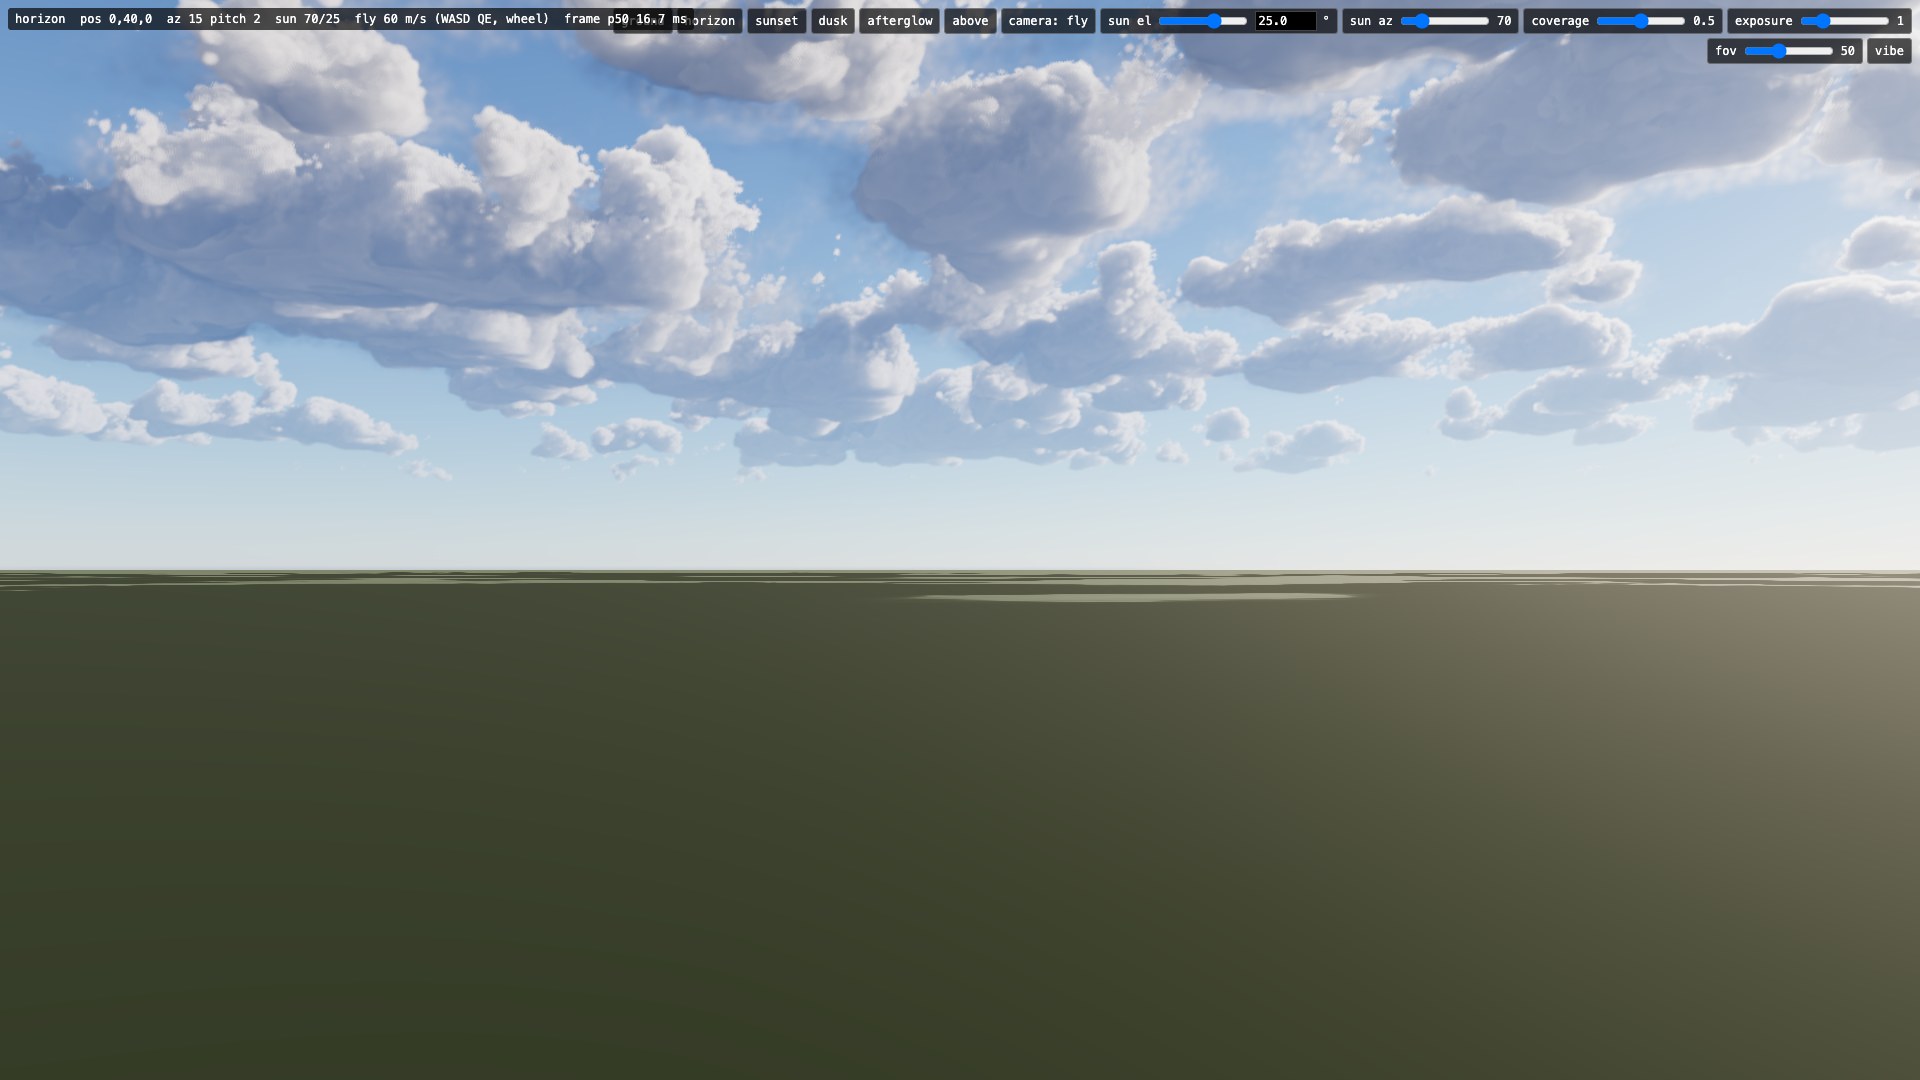 horizon pos 0,40,0 az 15 pitch 2 sun 70/25 fly 60 m/s (WASD QE, wheel) frame p50 16.7 ms
horizon sunset dusk afterglow above camera: fly sun el 25.0 ° sun az 70 coverage 0.5 exposure 1
fov 50 vibe